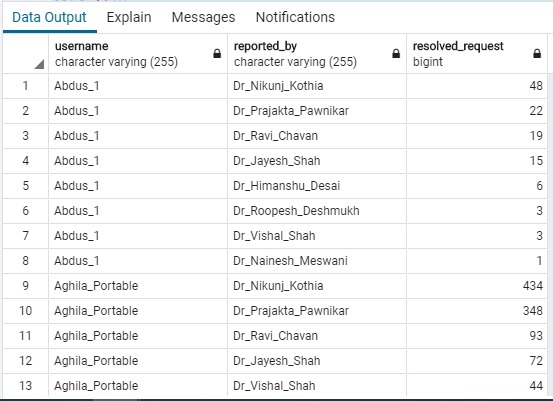 Data Output Explain Messages Notifications
username reported_by resolved_request
character varying (255) character varying (255) bigint
1 Abdus_1 Dr_Nikunj_Kothia 48
2 Abdus_1 Dr_Prajakta_Pawnikar 22
3 Abdus_1 Dr_Ravi_Chavan 19
4 Abdus_1 Dr_Jayesh_Shah 15
5 Abdus_1 Dr_Himanshu_Desai 6
6 Abdus_1 Dr_Roopesh_Deshmukh 3
7 Abdus_1 Dr_Vishal_Shah 3
8 Abdus_1 Dr_Nainesh_Meswani 1
9 Aghila_Portable Dr_Nikunj_Kothia 434
10 Aghila_Portable Dr_Prajakta_Pawnikar 348
11 Aghila_Portable Dr_Ravi_Chavan 93
12 Aghila_Portable Dr_Jayesh_Shah 72
13 Aghila_Portable Dr_Vishal_Shah 44